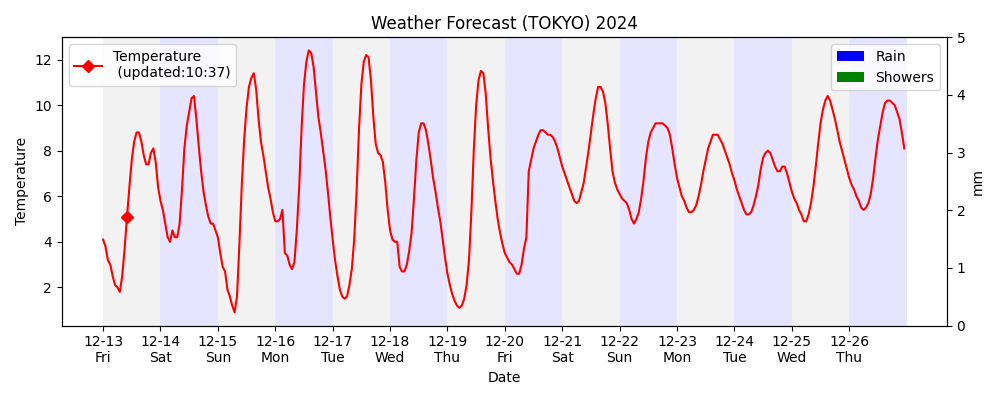 Weather Forecast (TOKYO) 2024
Temperature
(updated:10:37)
Rain
Showers
Temperature
12
10
8
6
4
2
5
4
3
2
1
0
mm
12-13 12-14 12-15 12-16 12-17 12-18 12-19 12-20 12-21 12-22 12-23 12-24 12-25 12-26
Fri Sat Sun Mon Tue Wed Thu Fri Sat Sun Mon Tue Wed Thu
Date